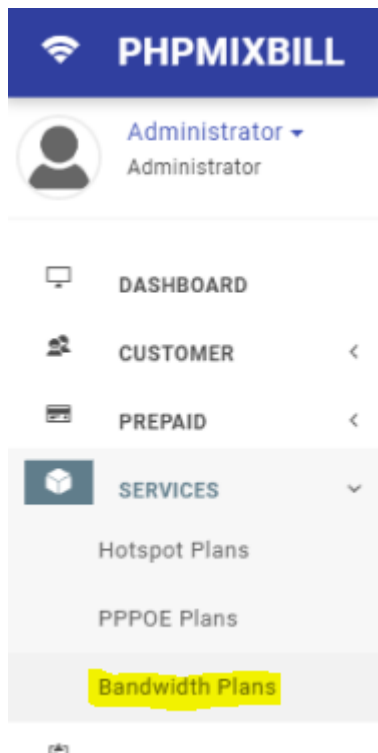 PHPMIXBILL
Administrator
Administrator
DASHBOARD
CUSTOMER
PREPAID
SERVICES
Hotspot Plans
PPPOE Plans
Bandwidth Plans